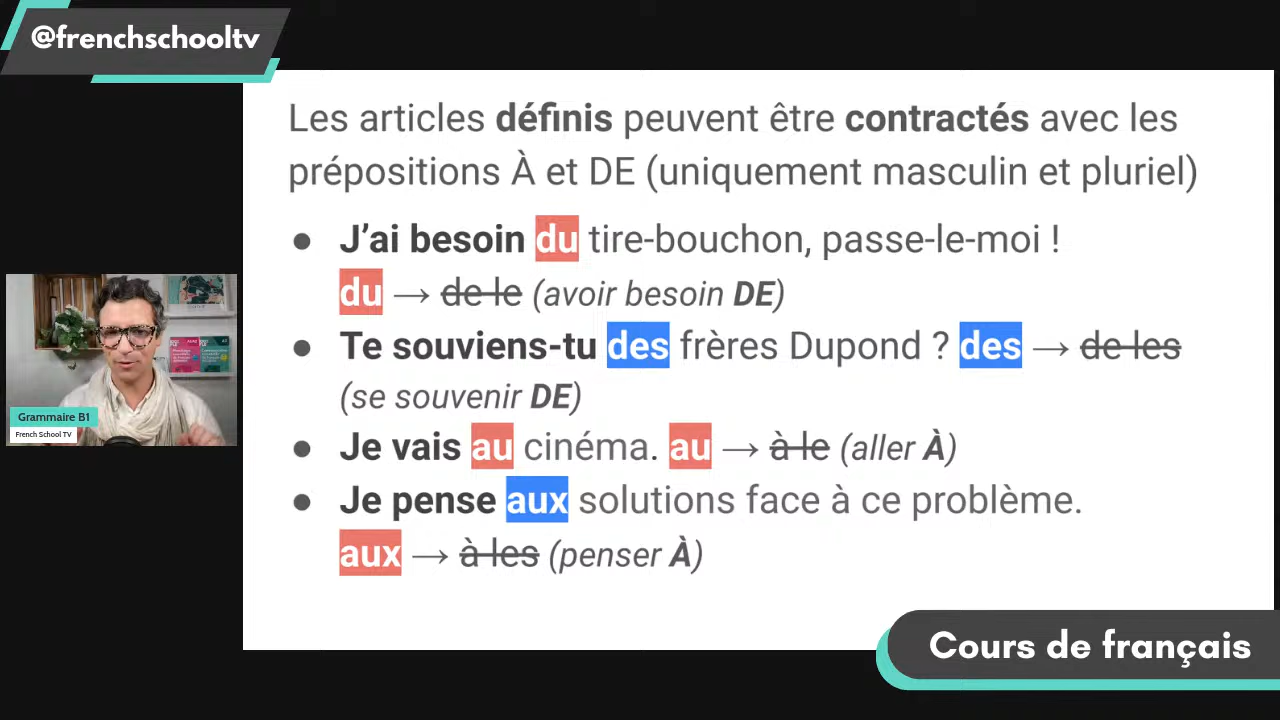 @frenchschooltv
Les articles définis peuvent être contractés avec les
prépositions À et DE (uniquement masculin et pluriel)
● J’ai besoin du tire-bouchon, passe-le-moi !
du → de le (avoir besoin DE)
● Te souviens-tu des frères Dupond ? des → de les
(se souvenir DE)
● Je vais au cinéma. au → à le (aller À)
● Je pense aux solutions face à ce problème.
aux → à les (penser À)
Grammaire B1
French School TV
Cours de français